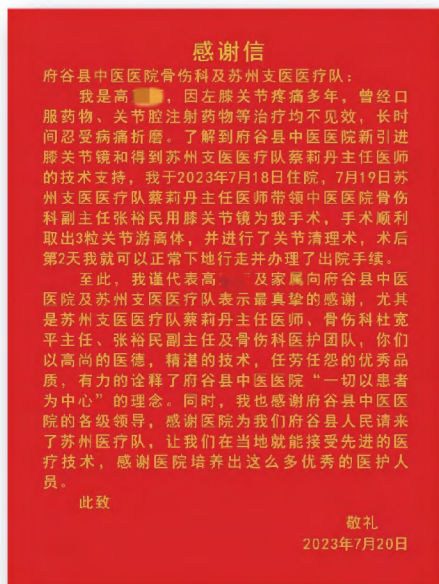 感谢信
府谷县中医医院骨伤科及苏州支医医疗队：
我是高，因左膝关节疼痛多年，曾经口
服药物、关节腔注射药物等治疗均不见效，长时
间忍受病痛折磨。了解到府谷县中医医院新引进
膝关节镜和得到苏州支医医疗队蔡莉丹主任医师
的技术支持，我于2023年7月18日住院，7月19日苏
州支医医疗队蔡莉丹主任医师带领中医医院骨伤
科副主任张裕民用膝关节镜为我手术，手术顺利
取出3粒关节游离体，并进行了关节清理术，术后
第2天我就可以正常下地行走并办理了出院手续。
至此，我谨代表高及家属向府谷县中医
医院及苏州支医医疗队表示最真挚的感谢，尤其
是苏州支医医疗队蔡莉丹主任医师、骨伤科杜宽
平主任、张裕民副主任及骨伤科医护团队，你们
以高尚的医德，精湛的技术，任劳任怨的优秀品
质，有力的诠释了府谷县中医医院“一切以患者
为中心”的理念。同时，我也感谢府谷县中医医
院的各级领导，感谢医院为我们府谷县人民请来
了苏州医疗队，让我们在当地就能接受先进的医
疗技术，感谢医院培养出这么多优秀的医护人
员。
此致
敬礼
2023年7月20日